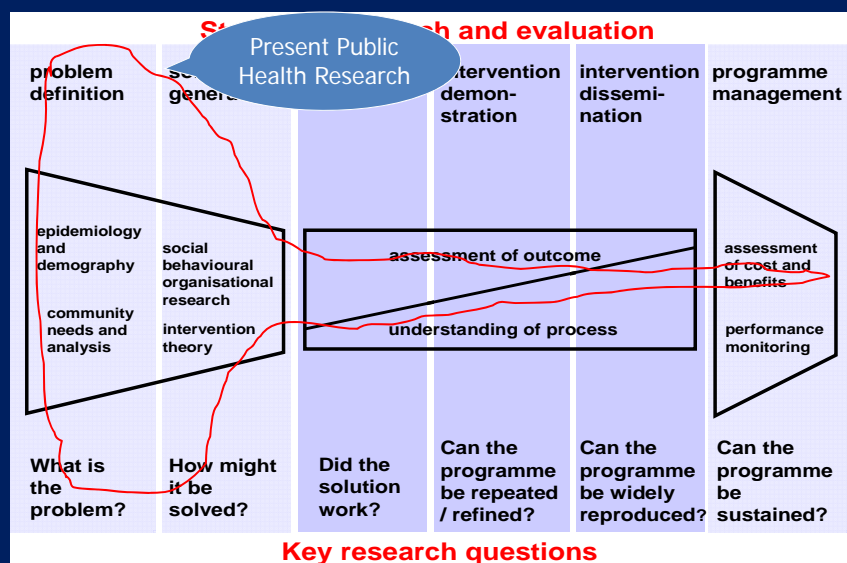 and evaluation
Present Public
Health Research
problem
definition
intervention
demon-
stration
intervention
dissemi-
nation
programme
management
epidemiology
and
demography
community
needs and
analysis
social
behavioural
organisational
research
intervention
theory
assessment of outcome
understanding of process
assessment
of cost and
benefits
performance
monitoring
What is
the
problem?
How might
it be
solved?
Did the
solution
work?
Can the
programme
be repeated
/ refined?
Can the
programme
be widely
reproduced?
Can the
programme
be
sustained?
Key research questions